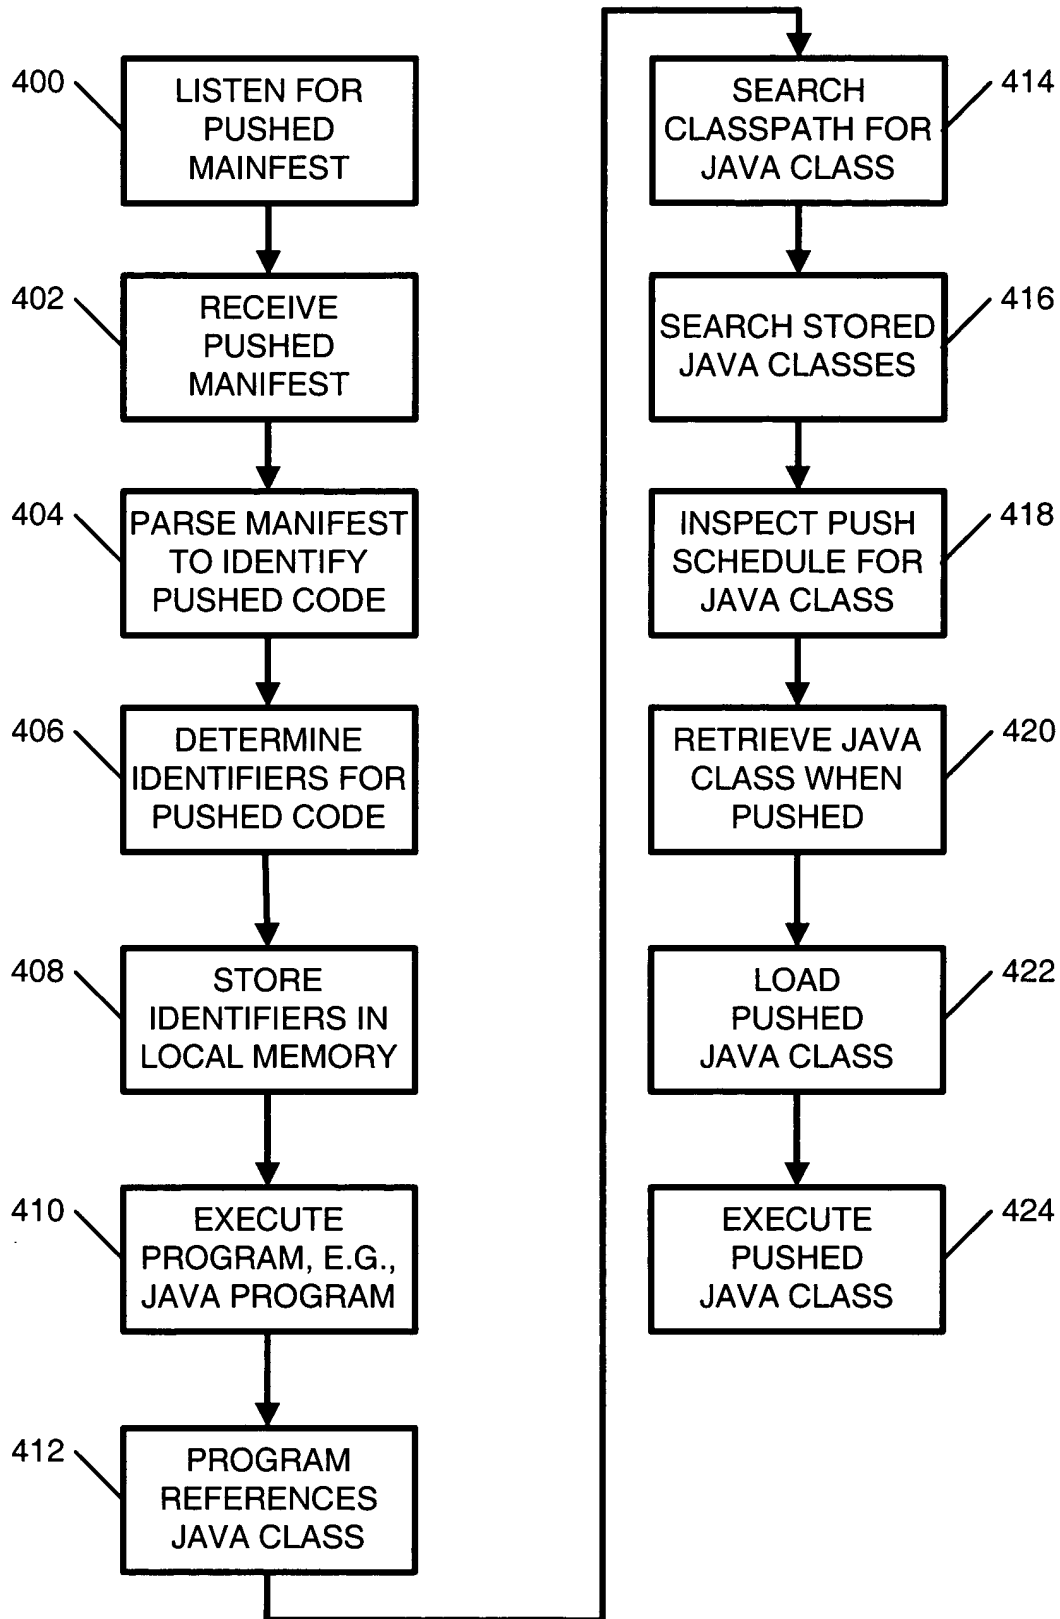 400
LISTEN FOR
PUSHED
MAINFEST
402
RECEIVE
PUSHED
MANIFEST
404
PARSE MANIFEST
TO IDENTIFY
PUSHED CODE
406
DETERMINE
IDENTIFIERS FOR
PUSHED CODE
408
STORE
IDENTIFIERS IN
LOCAL MEMORY
410
EXECUTE
PROGRAM, E.G.,
JAVA PROGRAM
412
PROGRAM
REFERENCES
JAVA CLASS
414
SEARCH
CLASSPATH FOR
JAVA CLASS
416
SEARCH STORED
JAVA CLASSES
418
INSPECT PUSH
SCHEDULE FOR
JAVA CLASS
420
RETRIEVE JAVA
CLASS WHEN
PUSHED
422
LOAD
PUSHED
JAVA CLASS
424
EXECUTE
PUSHED
JAVA CLASS